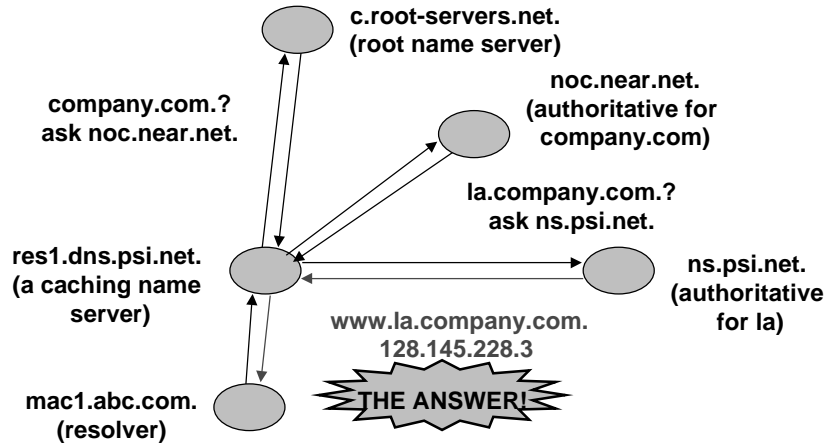 c.root-servers.net.
(root name server)
noc.near.net.
(authoritative for
company.com)
company.com.?
ask noc.near.net.
la.company.com.?
ask ns.psi.net.
res1.dns.psi.net.
(a caching name
server)
ns.psi.net.
(authoritative
for la)
www.la.company.com.
128.145.228.3
THE ANSWER!
mac1.abc.com.
(resolver)